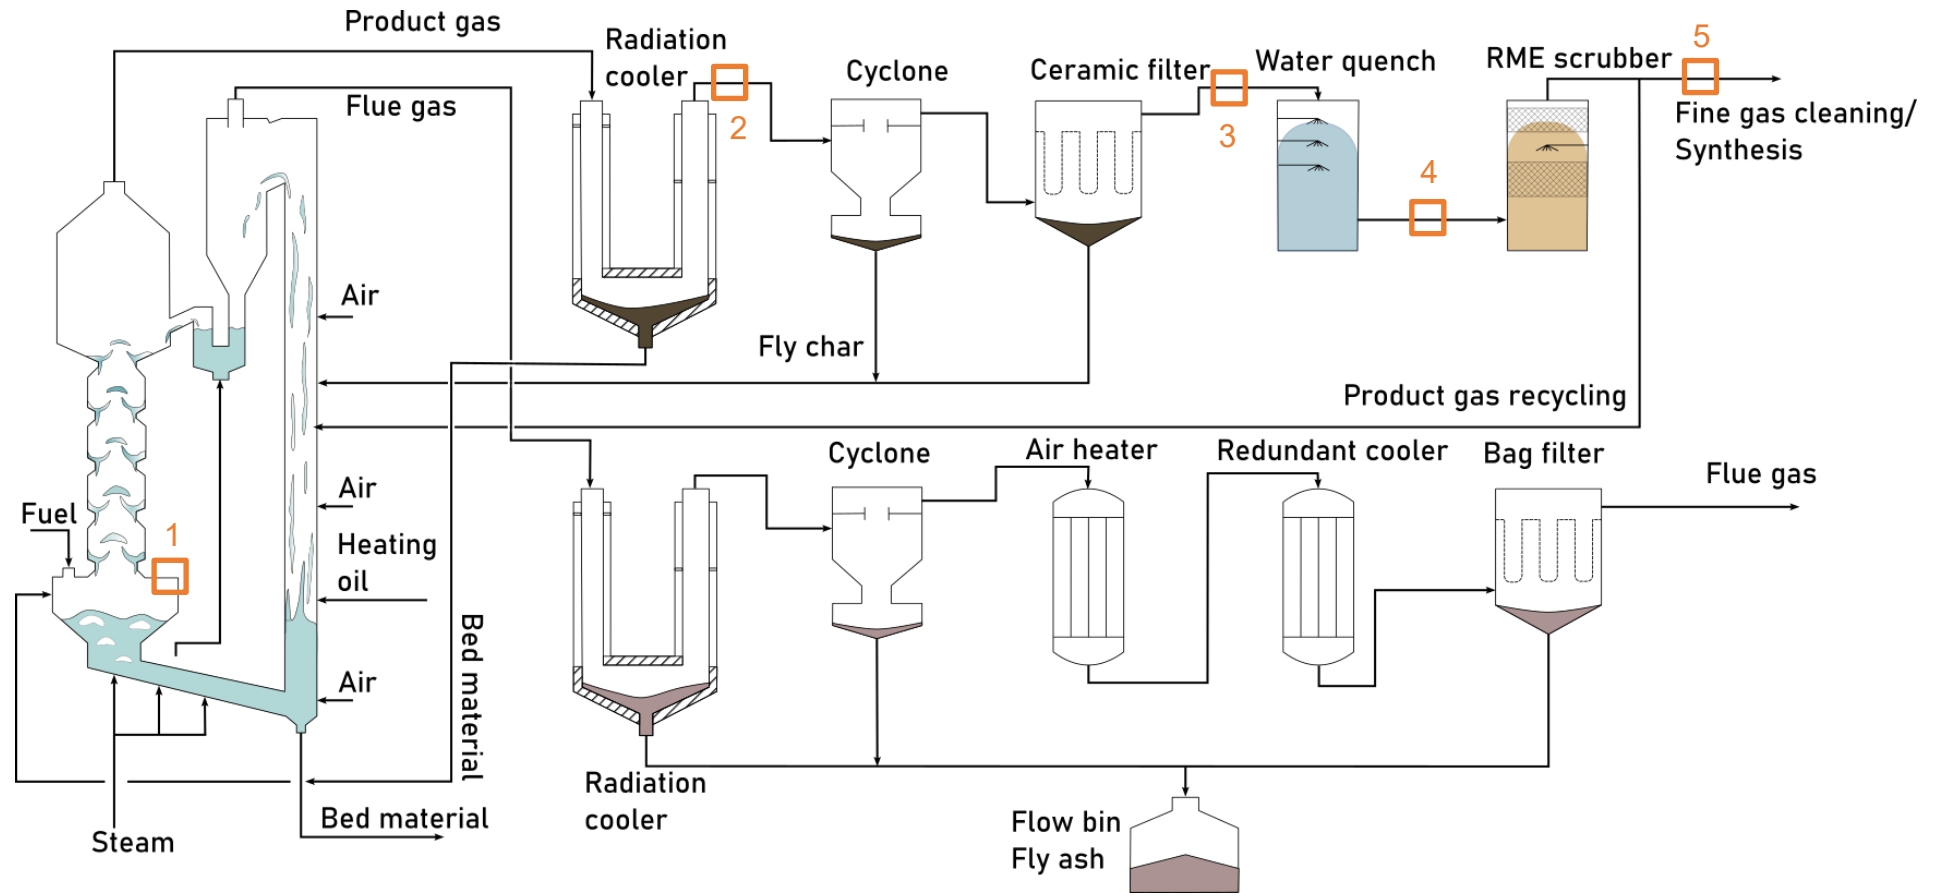 Product gas
Radiation
cooler
2
Cyclone
Ceramic filter
3
Water quench
4
RME scrubber
5
Fine gas cleaning/
Synthesis
Flue gas
Air
Fly char
Product gas recycling
Air
Fuel
1
Heating
oil
Air
Bed material
Steam
Bed material
Cyclone
Air heater
Redundant cooler
Bag filter
Flue gas
Radiation
cooler
Flow bin
Fly ash